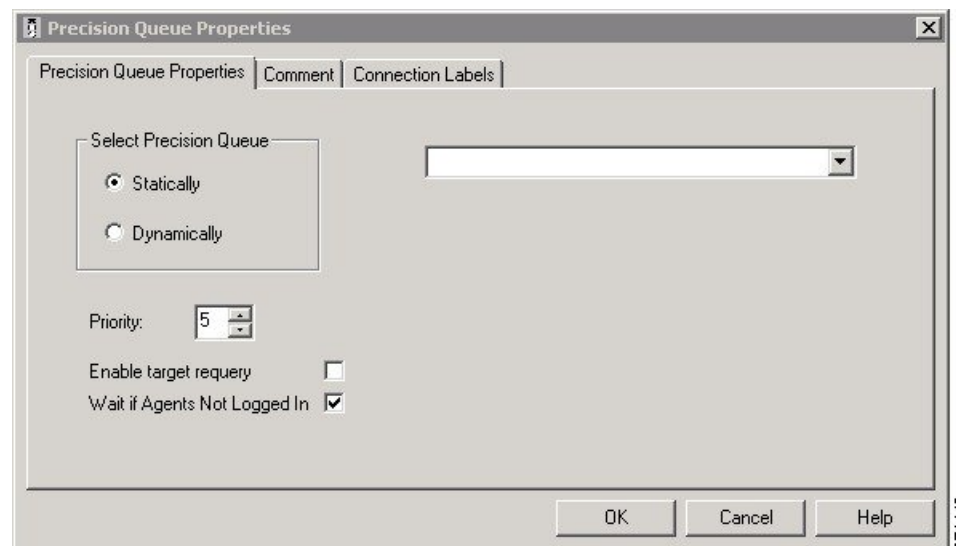 Precision Queue Properties
Precision Queue Properties
Comment
Connection Labels
Select Precision Queue
Statically
Dynamically
Priority:
5
Enable target requery
Wait if Agents Not Logged In
OK
Cancel
Help